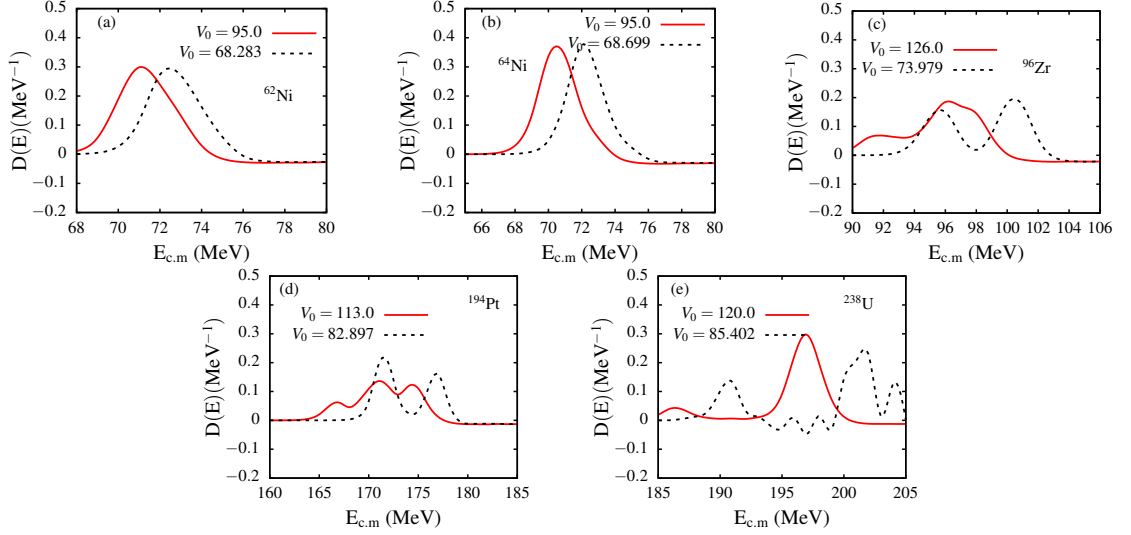 (a)
V₀ = 95.0
V₀ = 68.283
⁶²Ni
D(E)(MeV⁻¹)
0.5
0.4
0.3
0.2
0.1
0
−0.1
−0.2
68 70 72 74 76 78 80
E_c.m (MeV)
(b)
V₀ = 95.0
V₀ = 68.699
⁶⁴Ni
D(E)(MeV⁻¹)
0.5
0.4
0.3
0.2
0.1
0
−0.1
−0.2
66 68 70 72 74 76 78 80
E_c.m (MeV)
(c)
V₀ = 126.0
V₀ = 73.979
⁹⁶Zr
D(E)(MeV⁻¹)
0.5
0.4
0.3
0.2
0.1
0
−0.1
−0.2
90 92 94 96 98 100 102 104 106
E_c.m (MeV)
(d)
¹⁹⁴Pt
V₀ = 113.0
V₀ = 82.897
D(E)(MeV⁻¹)
0.5
0.4
0.3
0.2
0.1
0
−0.1
−0.2
160 165 170 175 180 185
E_c.m (MeV)
(e)
²³⁸U
V₀ = 120.0
V₀ = 85.402
D(E)(MeV⁻¹)
0.5
0.4
0.3
0.2
0.1
0
−0.1
−0.2
185 190 195 200 205
E_c.m (MeV)